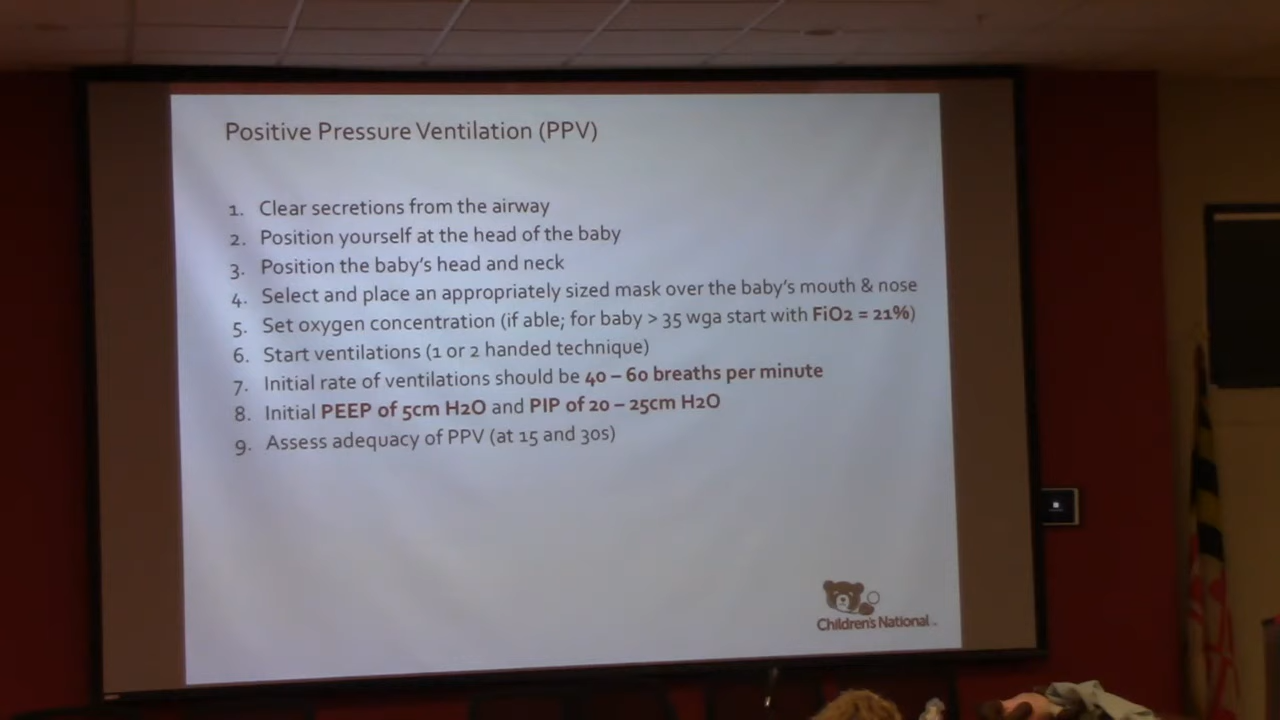 Positive Pressure Ventilation (PPV)
1. Clear secretions from the airway
2. Position yourself at the head of the baby
3. Position the baby's head and neck
4. Select and place an appropriately sized mask over the baby's mouth & nose
5. Set oxygen concentration (if able; for baby > 35 wga start with FiO2 = 21%)
6. Start ventilations (1 or 2 handed technique)
7. Initial rate of ventilations should be 40 – 60 breaths per minute
8. Initial PEEP of 5cm H2O and PIP of 20 – 25cm H2O
9. Assess adequacy of PPV (at 15 and 30s)
Children's National